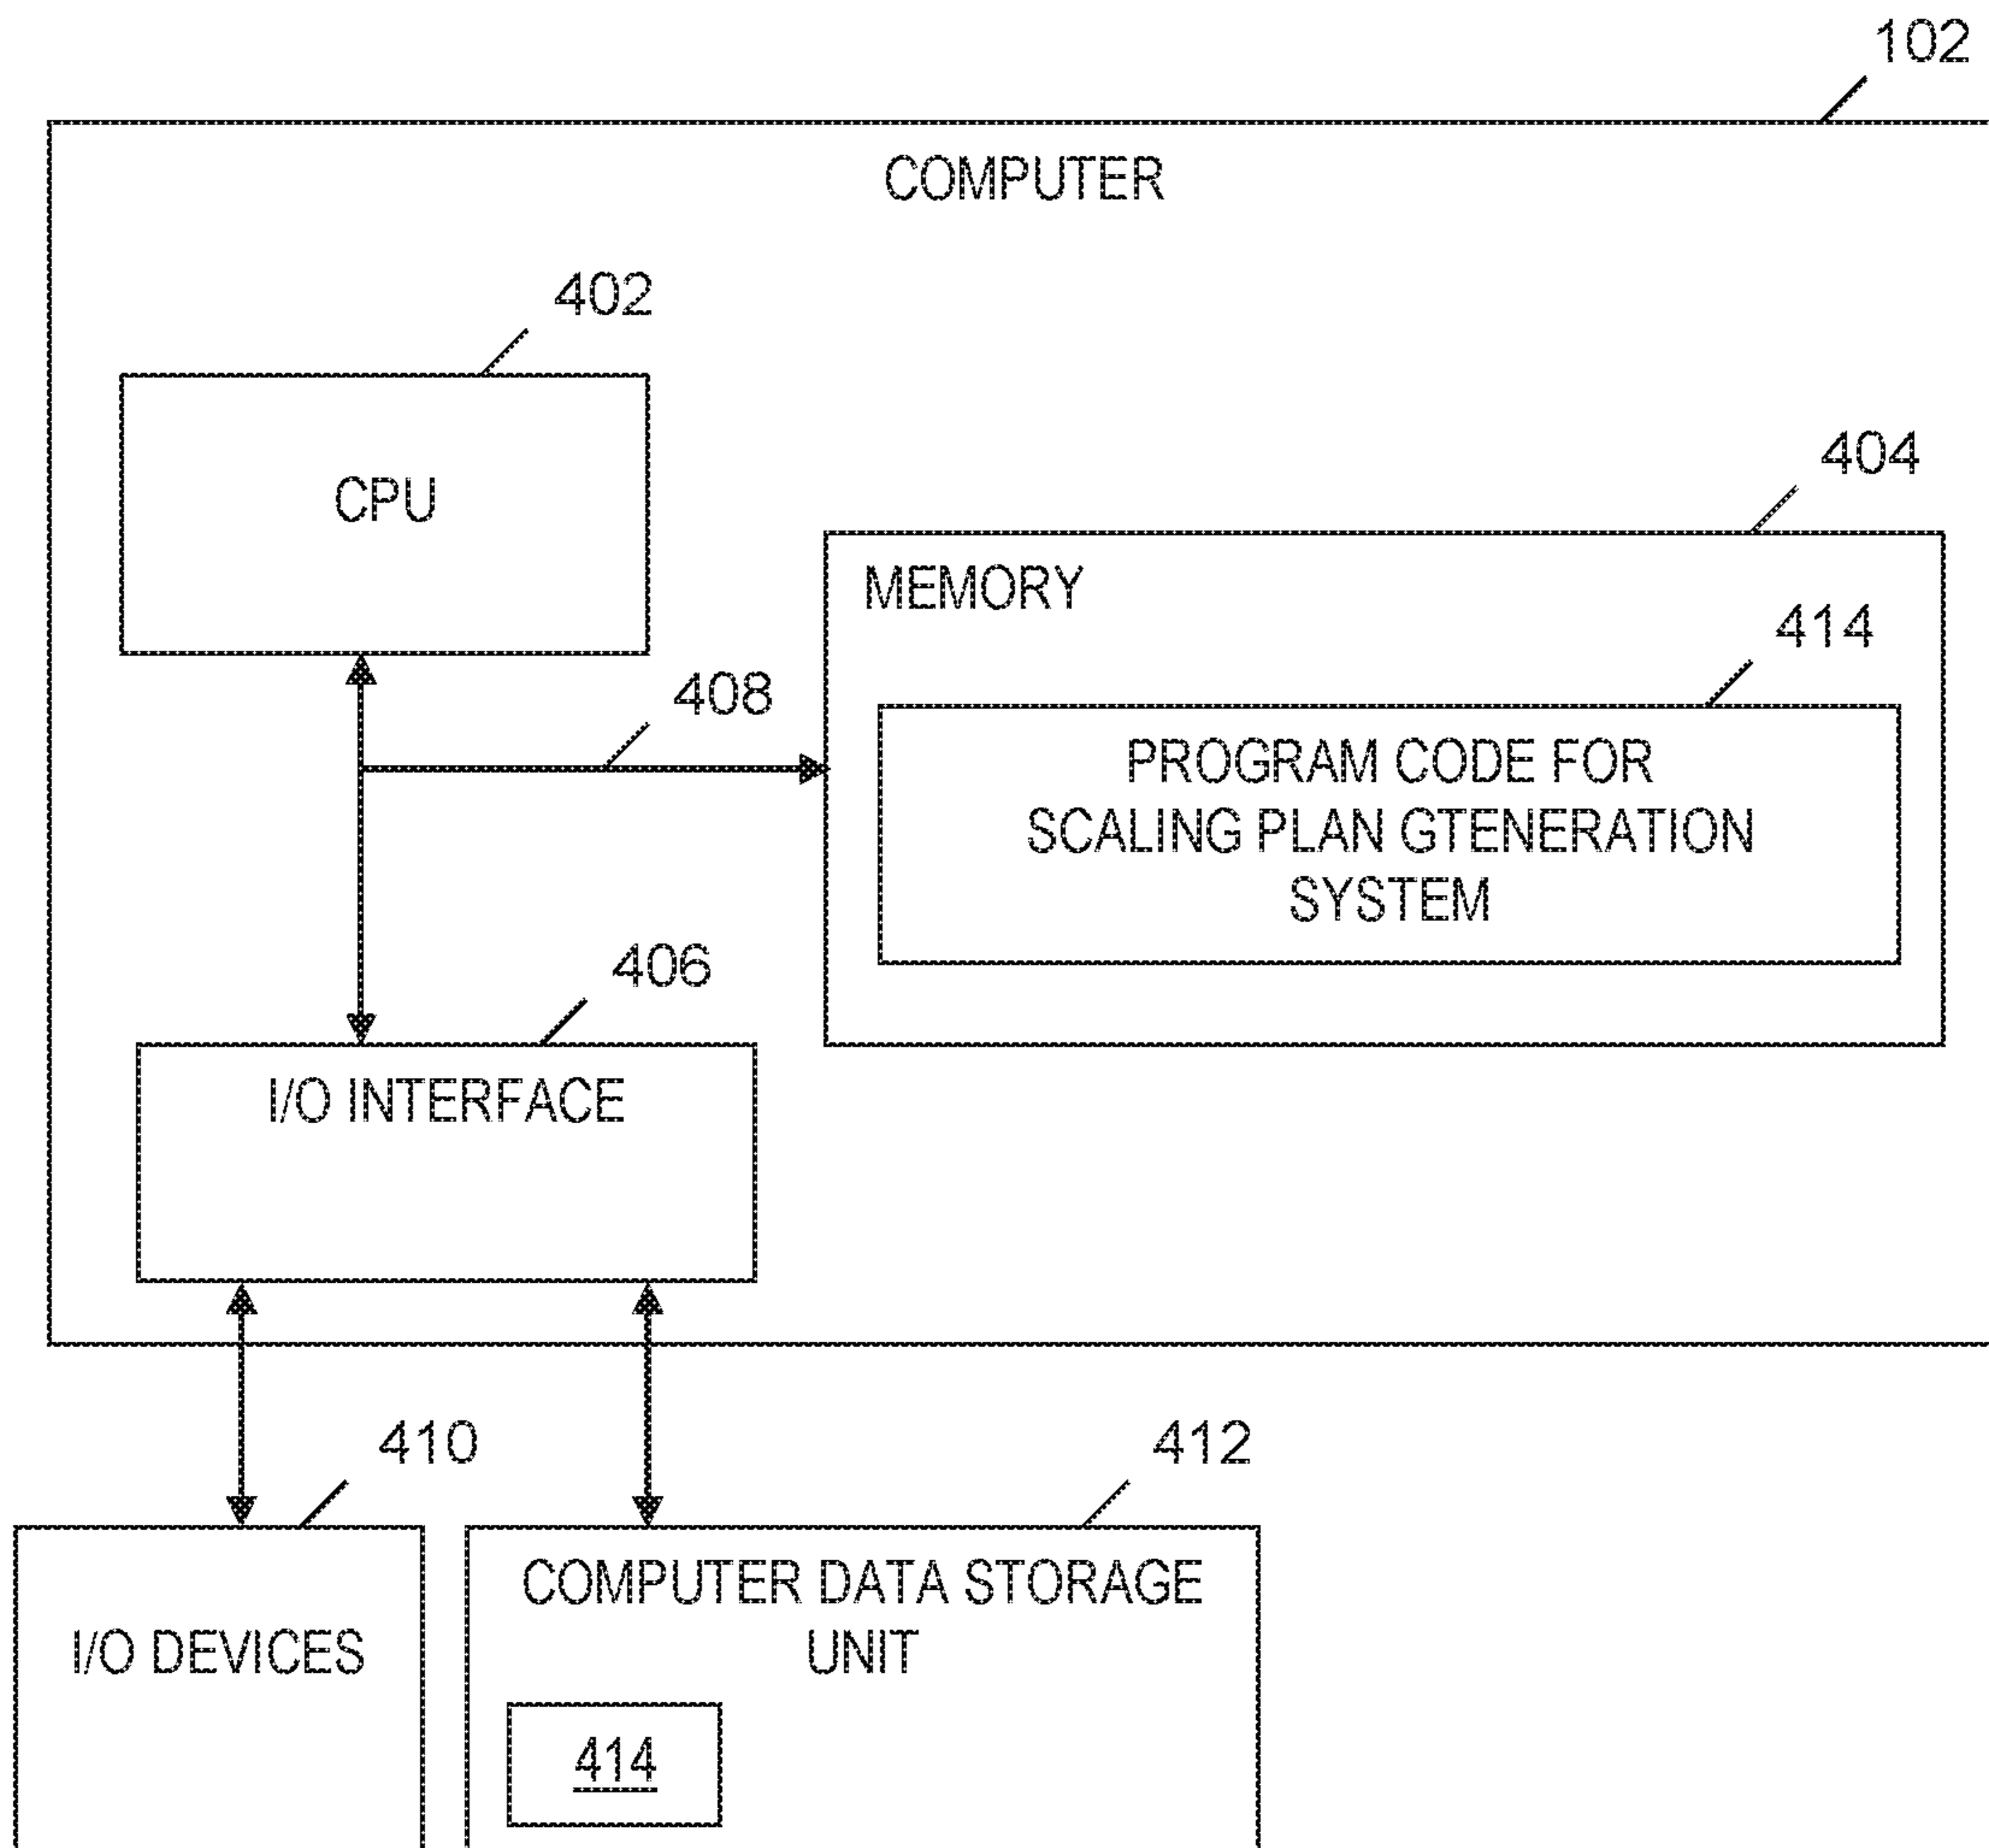 102
COMPUTER
402
CPU
404
MEMORY
414
408
PROGRAM CODE FOR
SCALING PLAN GTENERATION
SYSTEM
406
I/O INTERFACE
410
412
I/O DEVICES
COMPUTER DATA STORAGE
UNIT
414